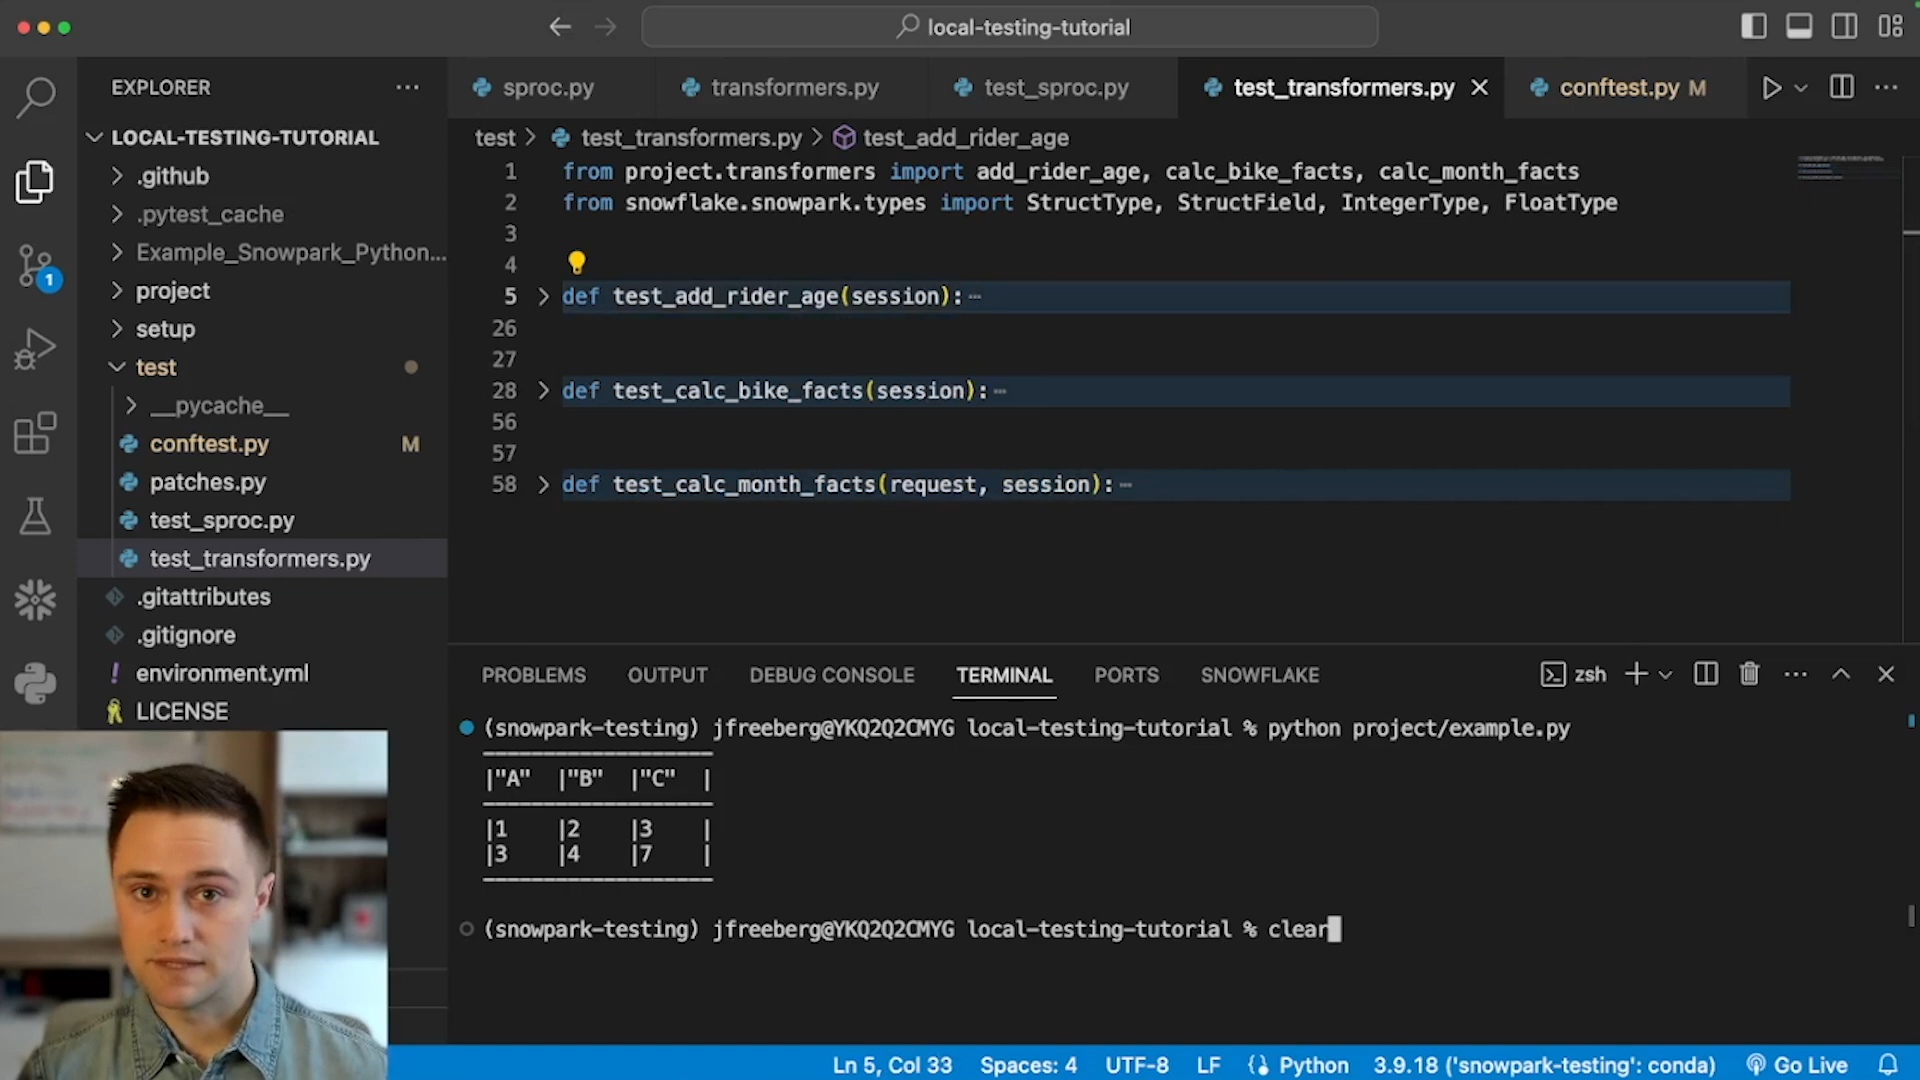 local-testing-tutorial
EXPLORER
sproc.py
transformers.py
test_sproc.py
test_transformers.py
conftest.py M
LOCAL-TESTING-TUTORIAL
.github
.pytest_cache
Example_Snowpark_Python...
project
setup
test
__pycache__
conftest.py M
patches.py
test_sproc.py
test_transformers.py
.gitattributes
.gitignore
environment.yml
LICENSE
1
test > test_transformers.py > test_add_rider_age
1 from project.transformers import add_rider_age, calc_bike_facts, calc_month_facts
2 from snowflake.snowpark.types import StructType, StructField, IntegerType, FloatType
3
4
5 def test_add_rider_age(session):
26
27
28 def test_calc_bike_facts(session):
56
57
58 def test_calc_month_facts(request, session):
PROBLEMS OUTPUT DEBUG CONSOLE TERMINAL PORTS SNOWFLAKE zsh
(snowpark-testing) jfreeberg@YKQ2Q2CMYG local-testing-tutorial % python project/example.py
|"A" |"B" |"C" |
|1 |2 |3 |
|3 |4 |7 |
(snowpark-testing) jfreeberg@YKQ2Q2CMYG local-testing-tutorial % clear
Ln 5, Col 33 Spaces: 4 UTF-8 LF Python 3.9.18 ('snowpark-testing': conda) Go Live